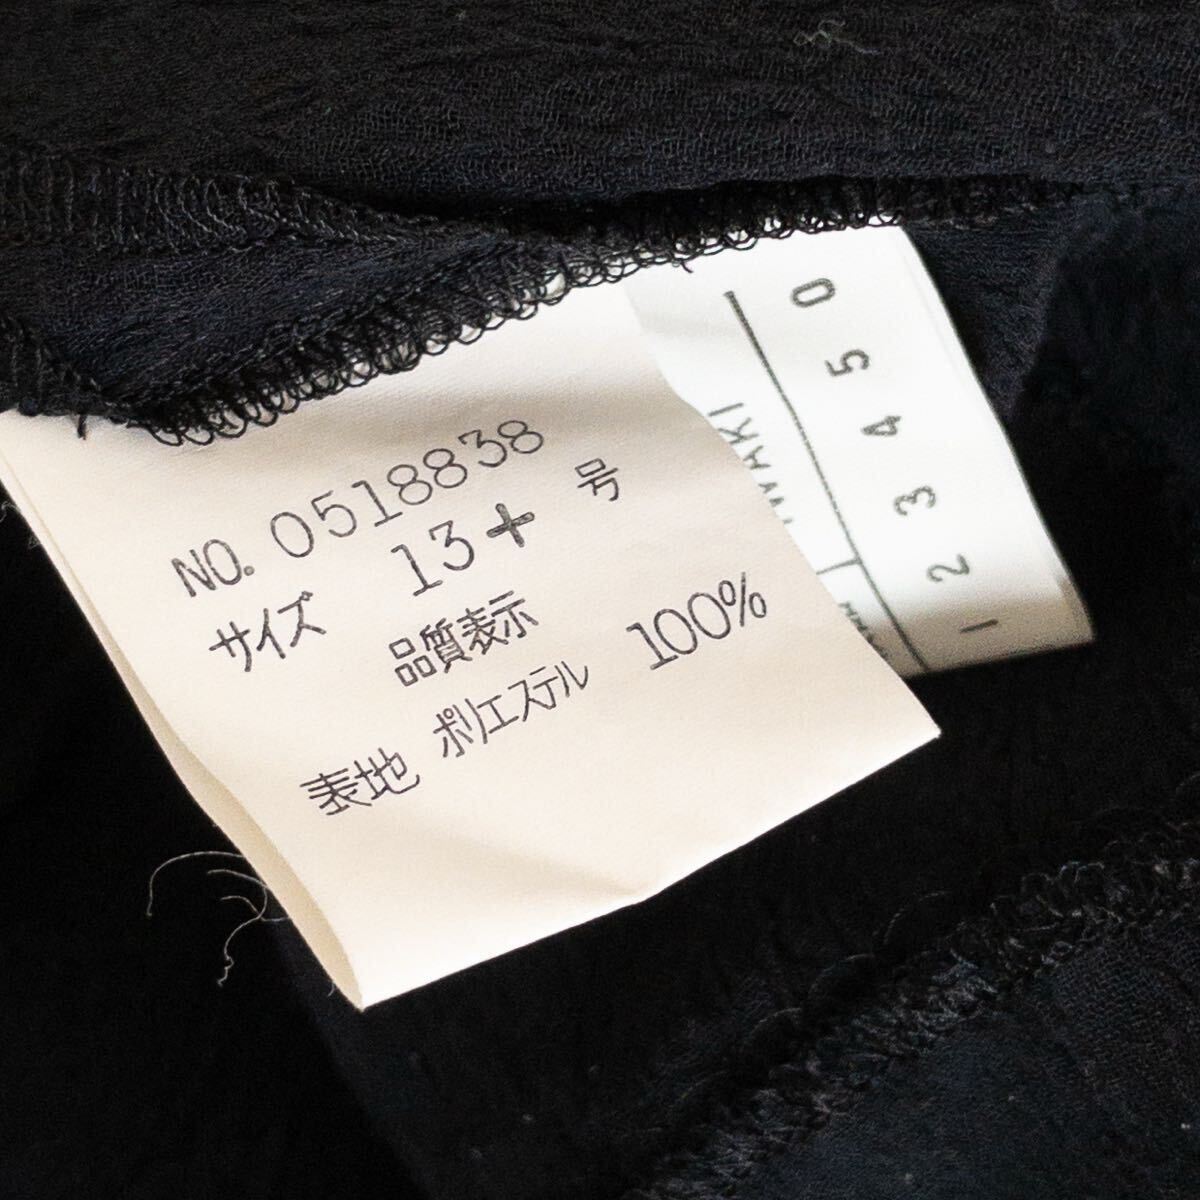 NO. 0518838
サイズ 13+ 号
品質表示
表地 ポリエステル 100%
IWAKI
1 2 3 4 5 0